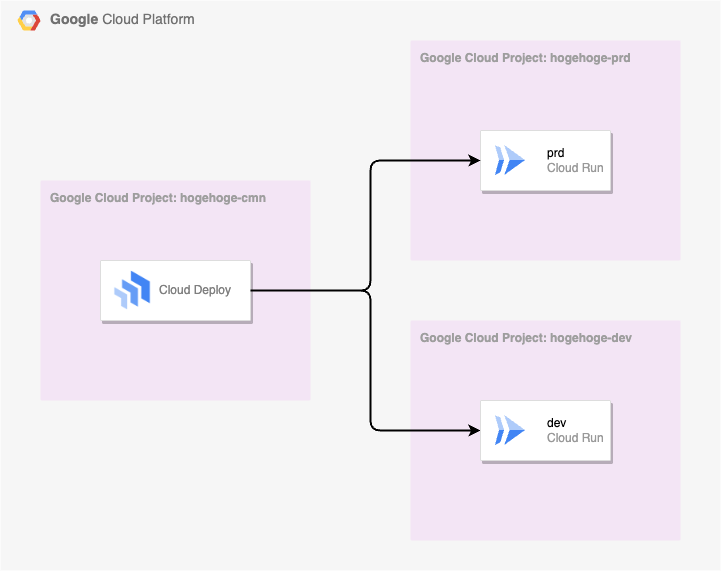 Google Cloud Platform
Google Cloud Project: hogehoge-prd
prd
Cloud Run
Google Cloud Project: hogehoge-cmn
Cloud Deploy
Google Cloud Project: hogehoge-dev
dev
Cloud Run